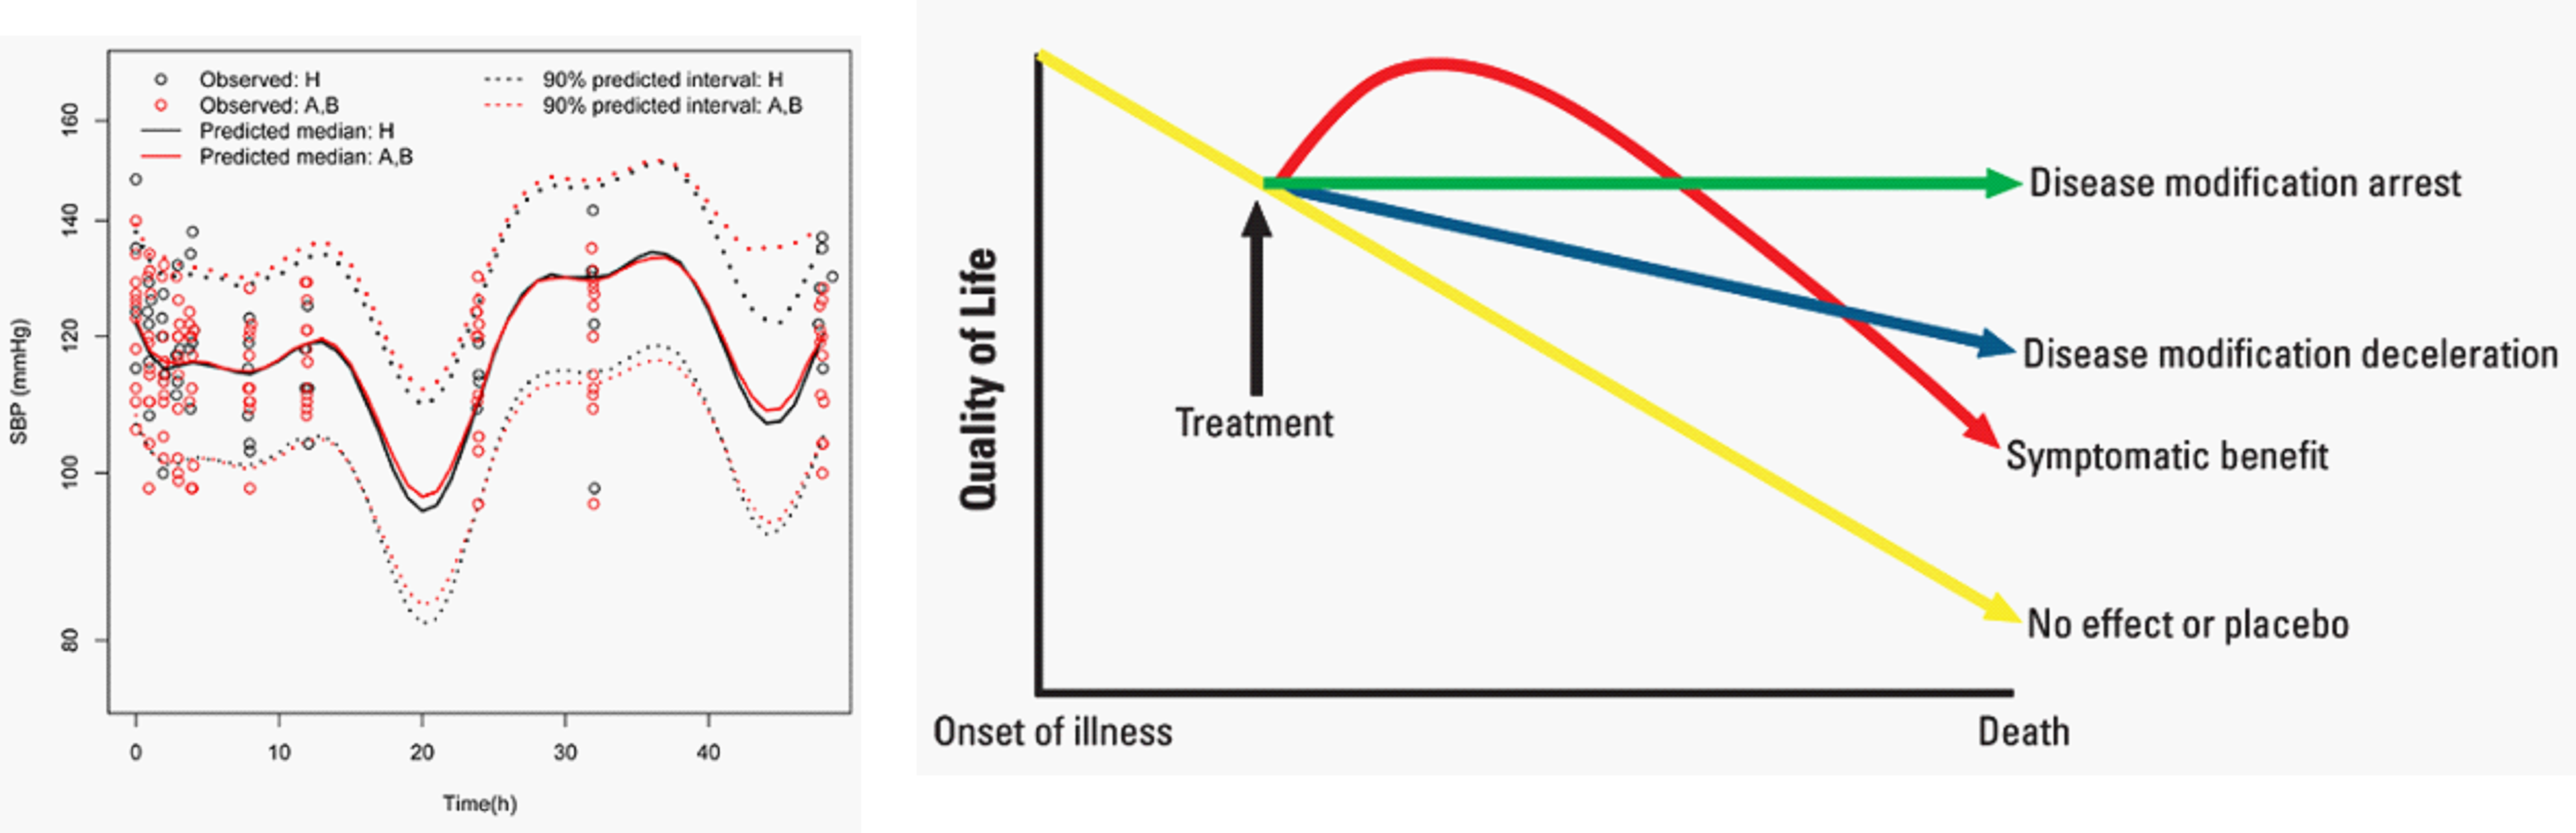 Observed: H
Observed: A,B
Predicted median: H
Predicted median: A,B
90% predicted interval: H
90% predicted interval: A,B
SBP (mmHg)
160
140
120
100
80
0 10 20 30 40
Time(h)
Quality of Life
Treatment
Disease modification arrest
Disease modification deceleration
Symptomatic benefit
No effect or placebo
Onset of illness
Death